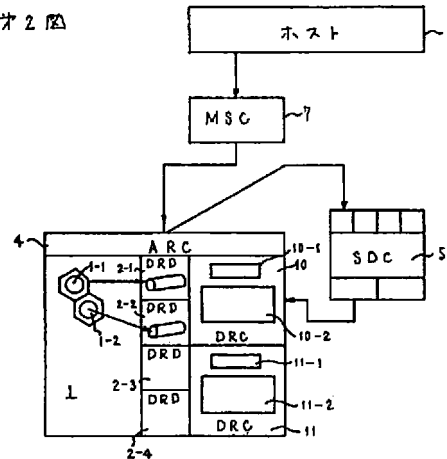 第2図
ホスト
MSC
7
4
ARC
1-1
1-2
1
2-1
DRD
2-2
DRD
2-3
DRD
DRD
2-4
10-1
10
10-2
DRC
11-1
11-2
DRC
11
SDC
5